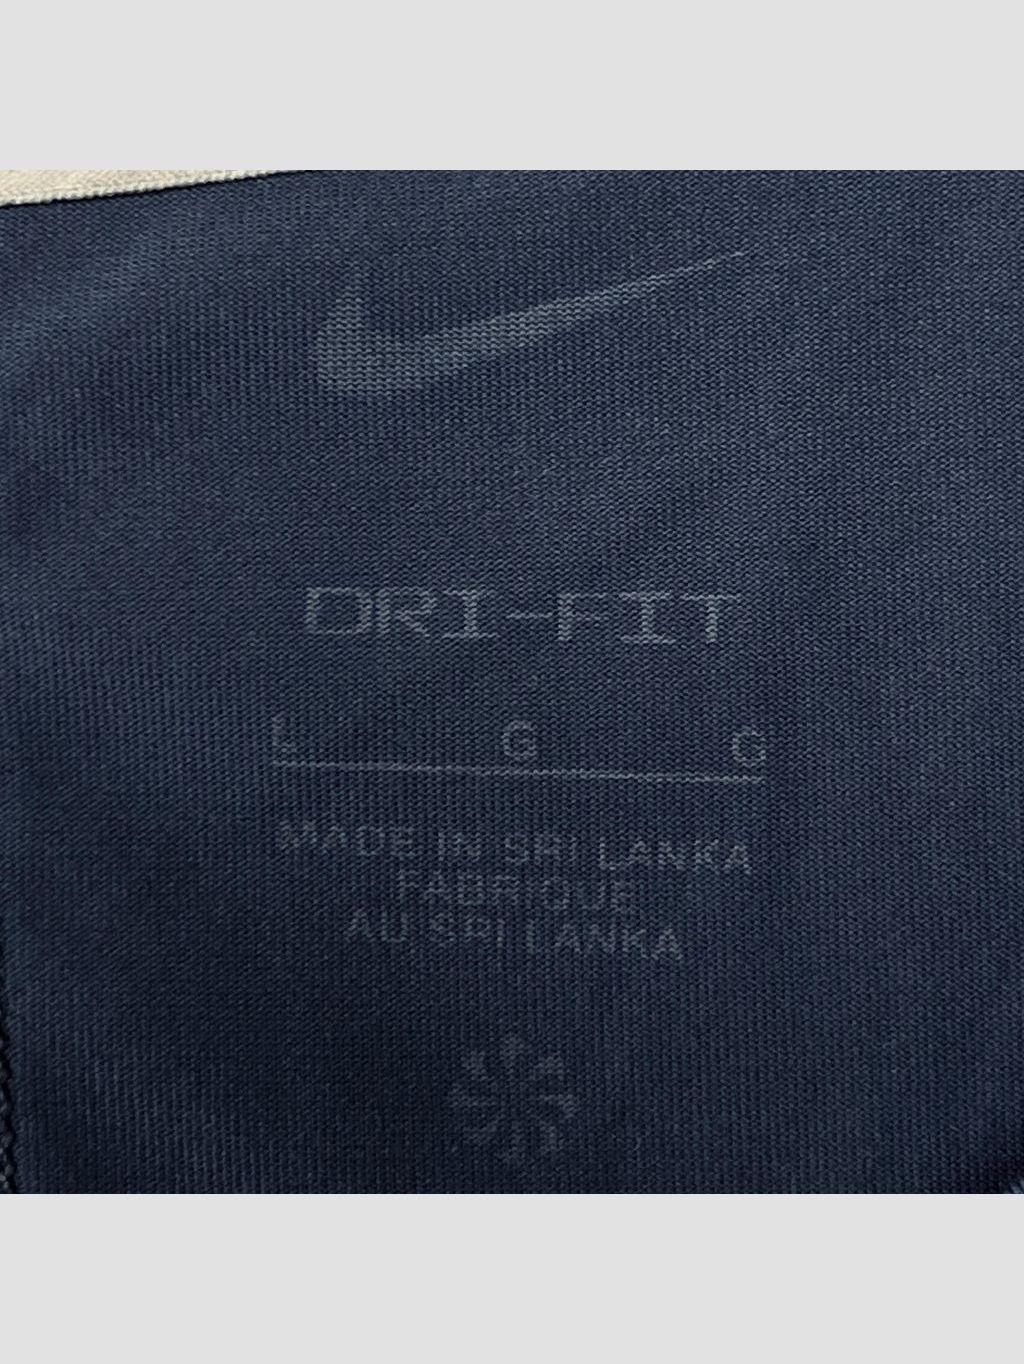 DRI-FIT
L G G
MADE IN SRI LANKA
FABRIQUE
AU SRI LANKA